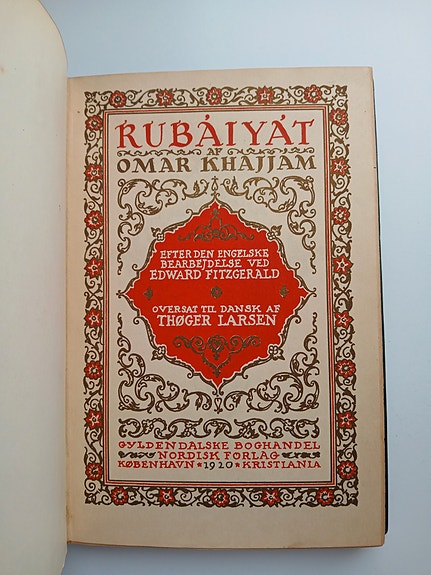 RUBÁIYÁT
AF
OMAR KHAJJAM
EFTER DEN ENGELSKE
BEARBEJDELSE VED
EDWARD FITZGERALD
OVERSAT TIL DANSK AF
THØGER LARSEN
GYLDENDALSKE BOGHANDEL
NORDISK FORLAG
KØBENHAVN * 1920 * KRISTIANIA